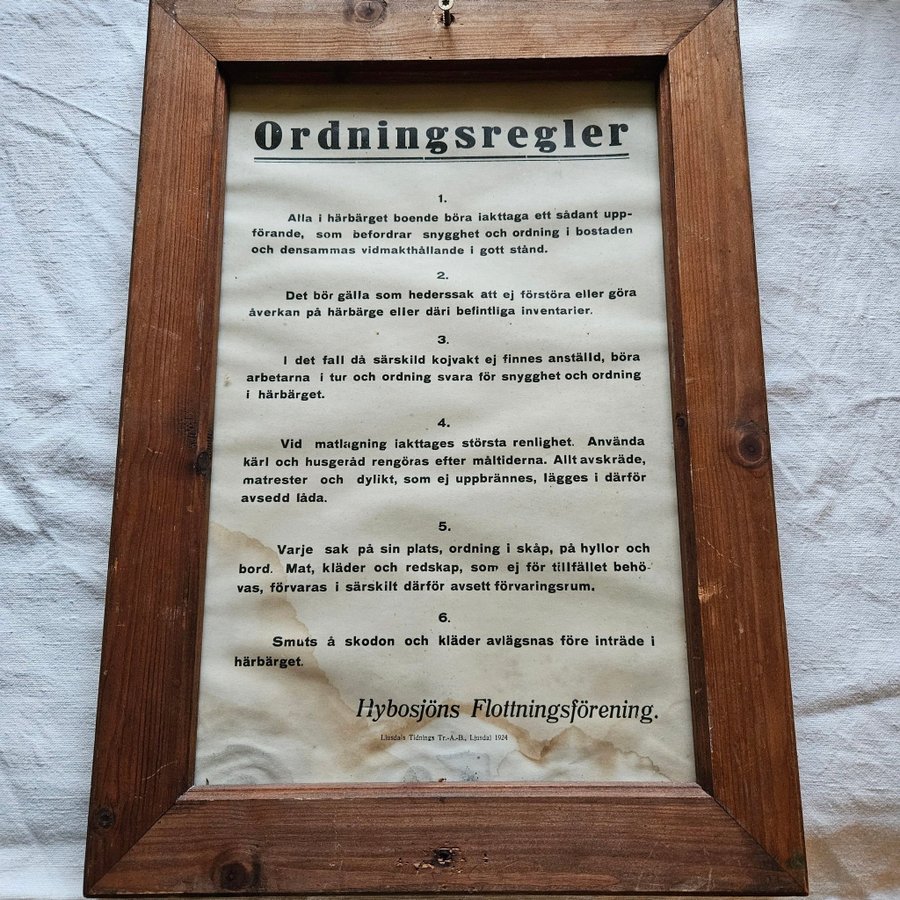 Ordningsregler
1.
Alla i härbärget boende böra iakttaga ett sådant upp-
förande, som befordrar snygghet och ordning i bostaden
och densammas vidmakthållande i gott stånd.
2.
Det bör gälla som hederssak att ej förstöra eller göra
åverkan på härbärge eller däri befintliga inventarier.
3.
I det fall då särskild kojvakt ej finnes anställd, böra
arbetarna i tur och ordning svara för snygghet och ordning
i härbärget.
4.
Vid matlagning iakttages största renlighet. Använda
kärl och husgeråd rengöras efter måltiderna. Allt avskräde,
matrester och dylikt, som ej uppbrännes, lägges i därför
avsedd låda.
5.
Varje sak på sin plats, ordning i skåp, på hyllor och
bord. Mat, kläder och redskap, som ej för tillfället behö-
vas, förvaras i särskilt därför avsett förvaringsrum.
6.
Smuts å skodon och kläder avlägsnas före inträde i
härbärget.
Hybosjöns Flottningsförening.
Ljusdals Tidnings Tr.-A.-B., Ljusdal 1924